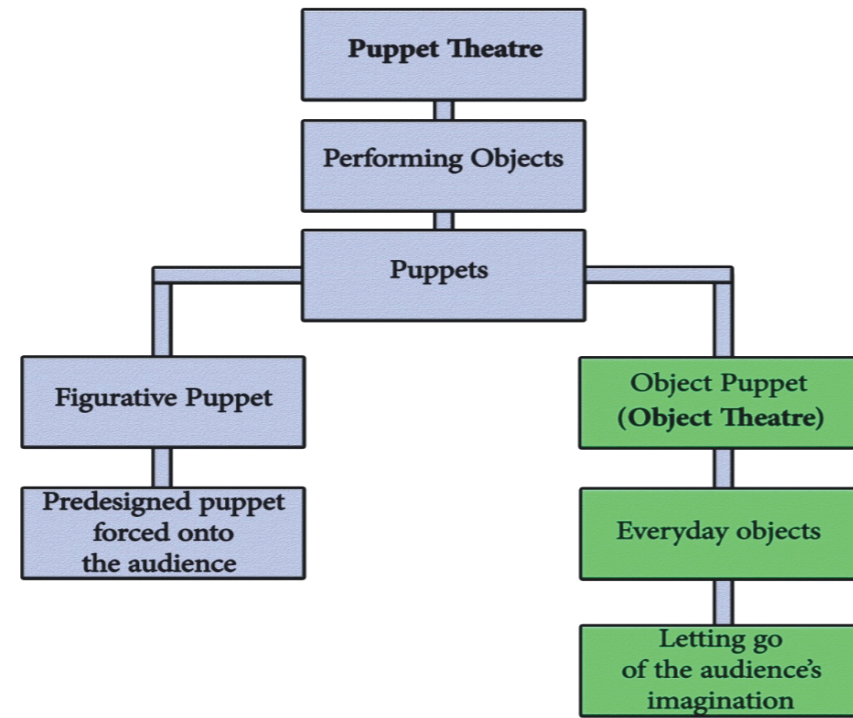 Puppet Theatre
Performing Objects
Puppets
Figurative Puppet
Predesigned puppet
forced onto
the audience
Object Puppet
(Object Theatre)
Everyday objects
Letting go
of the audience's
imagination